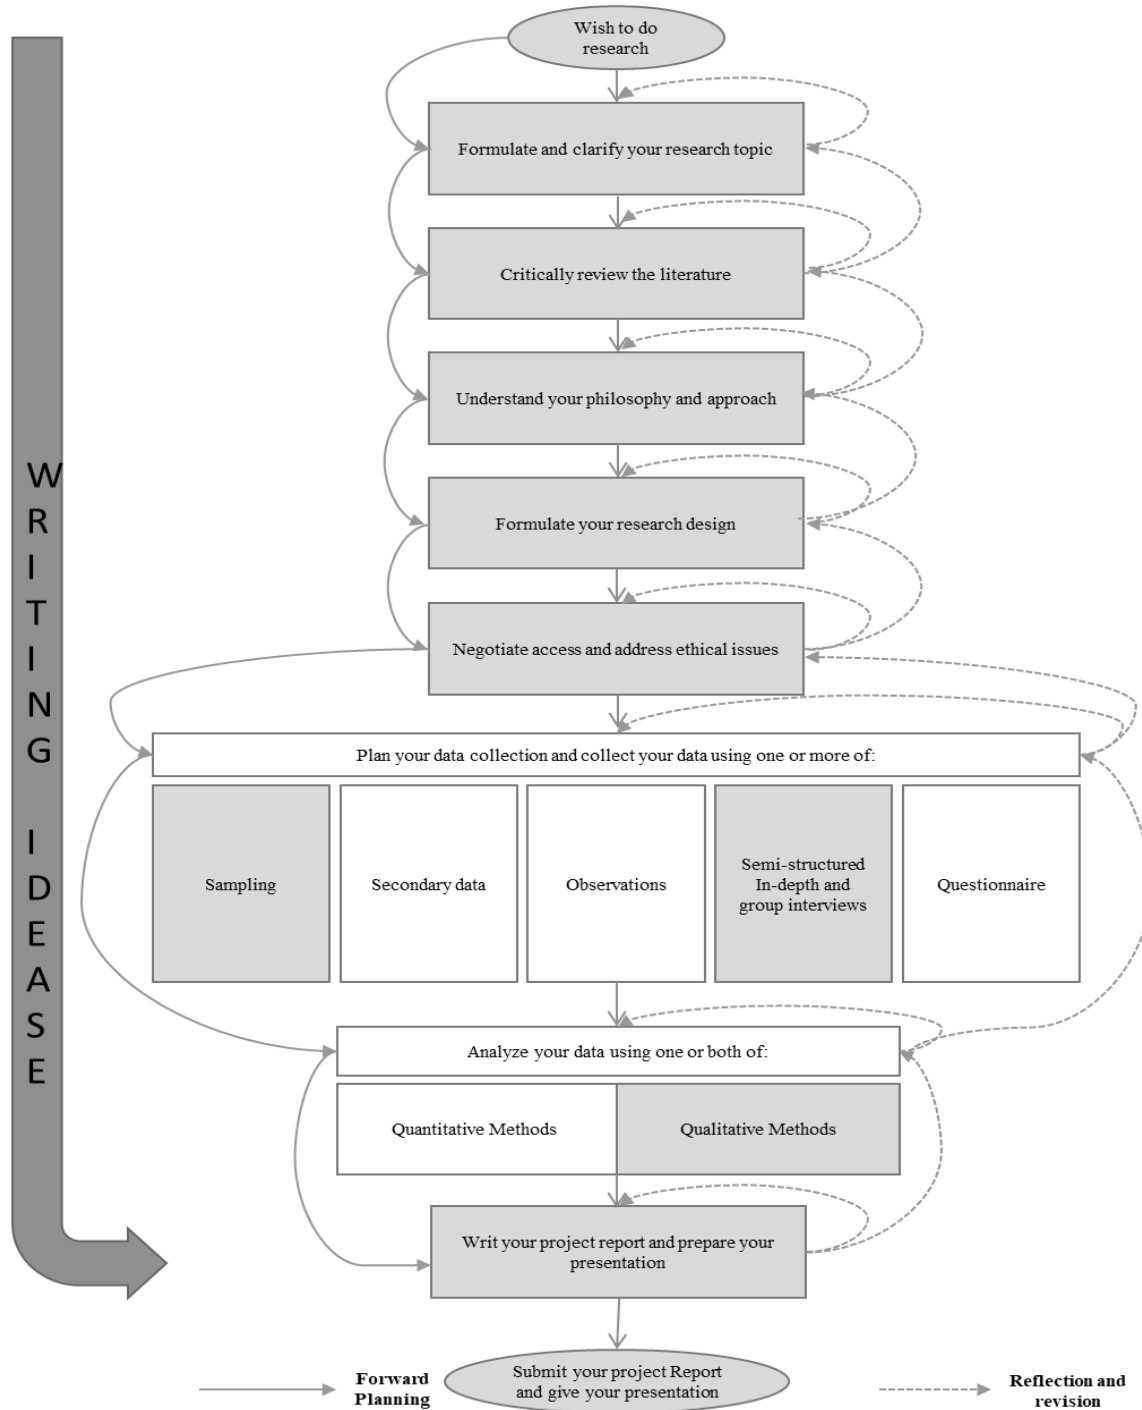 Wish to do
research
Formulate and clarify your research topic
Critically review the literature
Understand your philosophy and approach
Formulate your research design
Negotiate access and address ethical issues
Plan your data collection and collect your data using one or more of:
Sampling
Secondary data
Observations
Semi-structured
In-depth and
group interviews
Questionnaire
Analyze your data using one or both of:
Quantitative Methods
Qualitative Methods
Writ your project report and prepare your
presentation
Submit your project Report
and give your presentation
WRITING IDEASE
Forward
Planning
Reflection and
revision